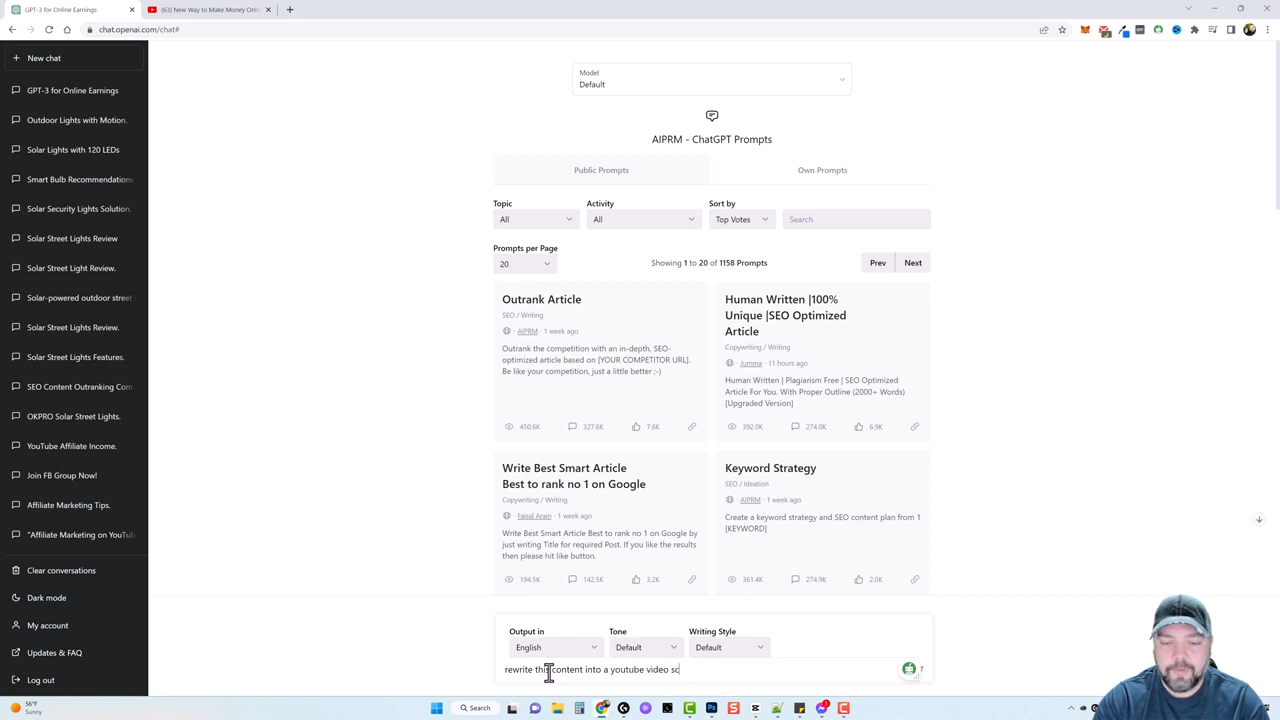 GPT-3 for Online Earnings
(63) New Way to Make Money Onli
chat.openai.com/chat#
New chat
GPT-3 for Online Earnings
Outdoor Lights with Motion.
Solar Lights with 120 LEDs
Smart Bulb Recommendations
Solar Security Lights Solution.
Solar Street Lights Review
Solar Street Light Review.
Solar-powered outdoor street
Solar Street Lights Review.
Solar Street Lights Features.
SEO Content Outranking Com
OKPRO Solar Street Lights.
YouTube Affiliate Income.
Join FB Group Now!
Affiliate Marketing Tips.
"Affiliate Marketing on YouTub
Clear conversations
Dark mode
My account
Updates & FAQ
Log out
Model
Default
AIPRM - ChatGPT Prompts
Public Prompts
Own Prompts
Topic
Activity
Sort by
All
All
Top Votes
Search
Prompts per Page
20
Showing 1 to 20 of 1158 Prompts
Prev
Next
Outrank Article
SEO / Writing
· AIPRM · 1 week ago
Outrank the competition with an in-depth, SEO-
optimized article based on [YOUR COMPETITOR URL].
Be like your competition, just a little better ;-)
450.6K
327.6K
7.6K
Human Written |100%
Unique |SEO Optimized
Article
Copywriting / Writing
· Jumma · 11 hours ago
Human Written | Plagiarism Free | SEO Optimized
Article For You. With Proper Outline (2000+ Words)
[Upgraded Version]
392.0K
274.0K
6.9K
Write Best Smart Article
Best to rank no 1 on Google
Copywriting / Writing
· Faisal Arain · 1 week ago
Write Best Smart Article Best to rank no 1 on Google by
just writing Title for required Post. If you like the results
then please hit like button.
194.5K
142.5K
3.2K
Keyword Strategy
SEO / Ideation
· AIPRM · 1 week ago
Create a keyword strategy and SEO content plan from 1
[KEYWORD]
361.4K
274.9K
2.0K
Output in
Tone
Writing Style
English
Default
Default
rewrite this content into a youtube video sc
56°F
Sunny
Search